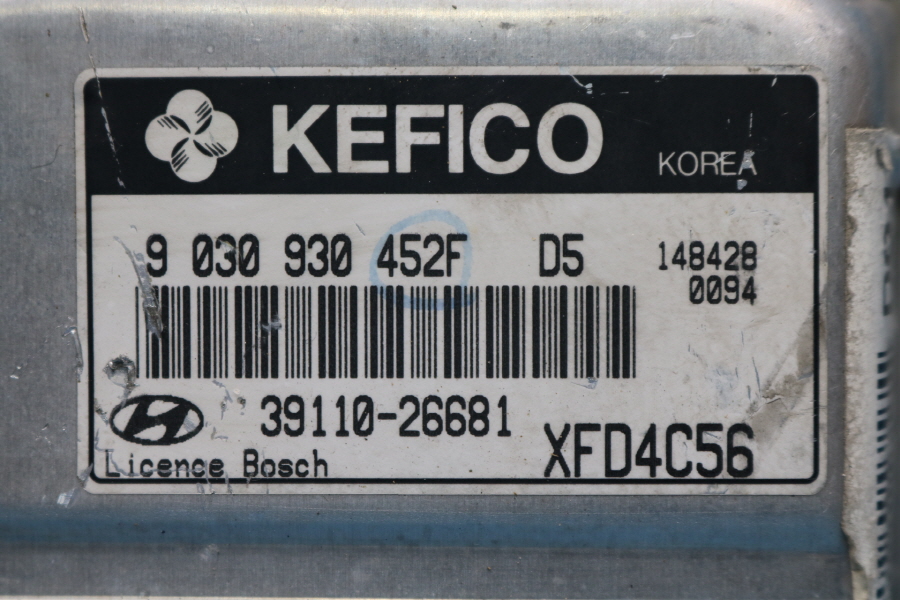 KEFICO KOREA
9 030 930 452F D5 148428
0094
39110-26681
XFD4C56
Licence Bosch